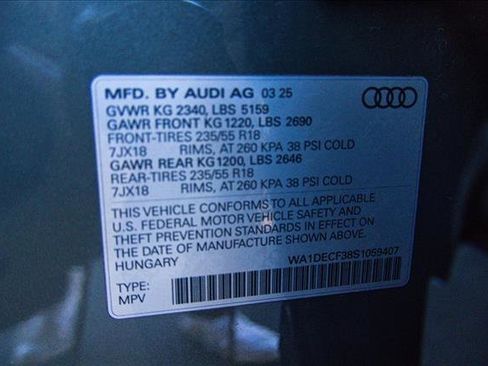 MFD. BY AUDI AG 03 25
GVWR KG 2340, LBS 5159
GAWR FRONT KG 1220, LBS 2690
FRONT-TIRES 235/55 R18
7JX18 RIMS, AT 260 KPA 38 PSI COLD
GAWR REAR KG1200, LBS 2646
REAR-TIRES 235/55 R18
7JX18 RIMS, AT 260 KPA 38 PSI COLD
THIS VEHICLE CONFORMS TO ALL APPLICABLE
U.S. FEDERAL MOTOR VEHICLE SAFETY AND
THEFT PREVENTION STANDARDS IN EFFECT ON
THE DATE OF MANUFACTURE SHOWN ABOVE.
HUNGARY WA1DECF38S1059407
TYPE:
MPV